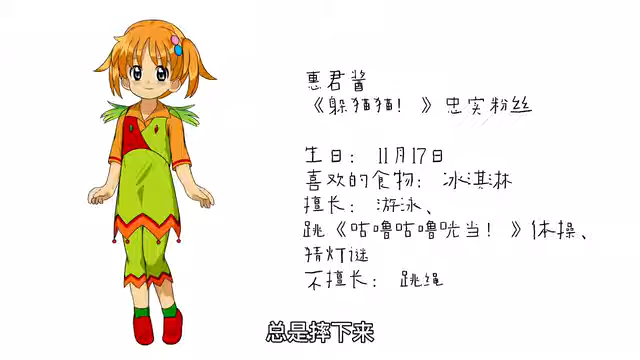 惠君酱
《躲猫猫！》忠实粉丝
生日：11月17日
喜欢的食物：冰淇淋
擅长：游泳、
跳《咕噜咕噜咣当！》体操、
猜灯谜
不擅长：跳绳
总是摔下来